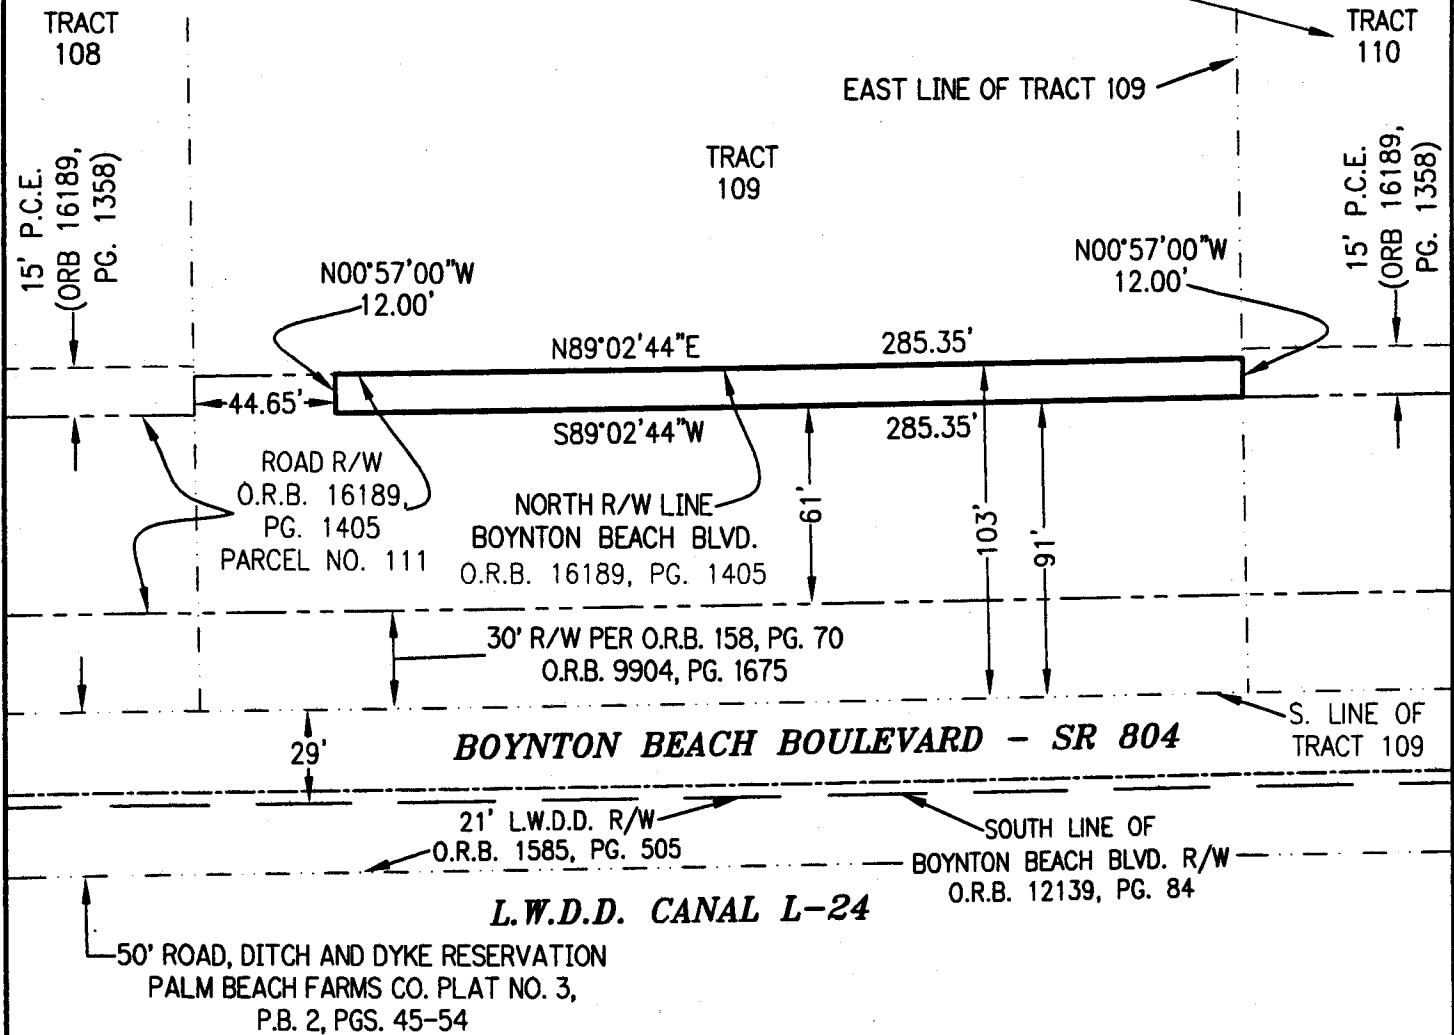 TRACT
108
TRACT
110
EAST LINE OF TRACT 109
TRACT
109
15' P.C.E.
(ORB 16189,
PG. 1358)
15' P.C.E.
(ORB 16189,
PG. 1358)
N00°57'00"W
12.00'
N00°57'00"W
12.00'
N89°02'44"E
285.35'
44.65'
S89°02'44"W
285.35'
ROAD R/W
O.R.B. 16189,
PG. 1405
PARCEL NO. 111
NORTH R/W LINE
BOYNTON BEACH BLVD.
O.R.B. 16189, PG. 1405
61'
103'
91'
30' R/W PER O.R.B. 158, PG. 70
O.R.B. 9904, PG. 1675
29'
BOYNTON BEACH BOULEVARD - SR 804
S. LINE OF
TRACT 109
21' L.W.D.D. R/W
O.R.B. 1585, PG. 505
SOUTH LINE OF
BOYNTON BEACH BLVD. R/W
O.R.B. 12139, PG. 84
L.W.D.D. CANAL L-24
50' ROAD, DITCH AND DYKE RESERVATION
PALM BEACH FARMS CO. PLAT NO. 3,
P.B. 2, PGS. 45-54